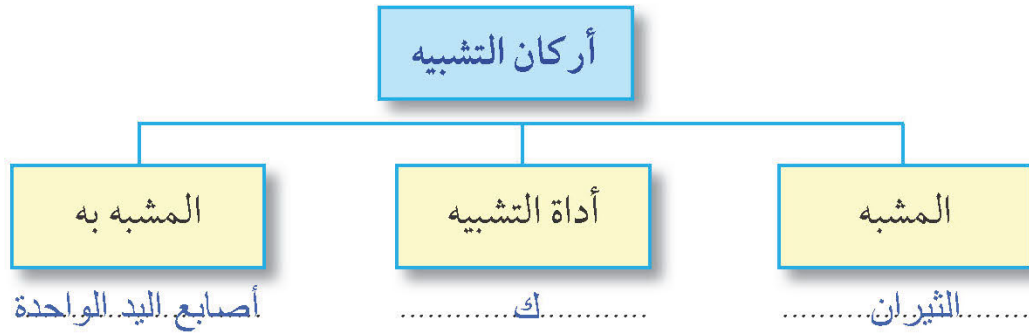 أركان التشبيه
المشبه
أداة التشبيه
المشبه به
الثيران
ك
أصابع اليد الواحدة